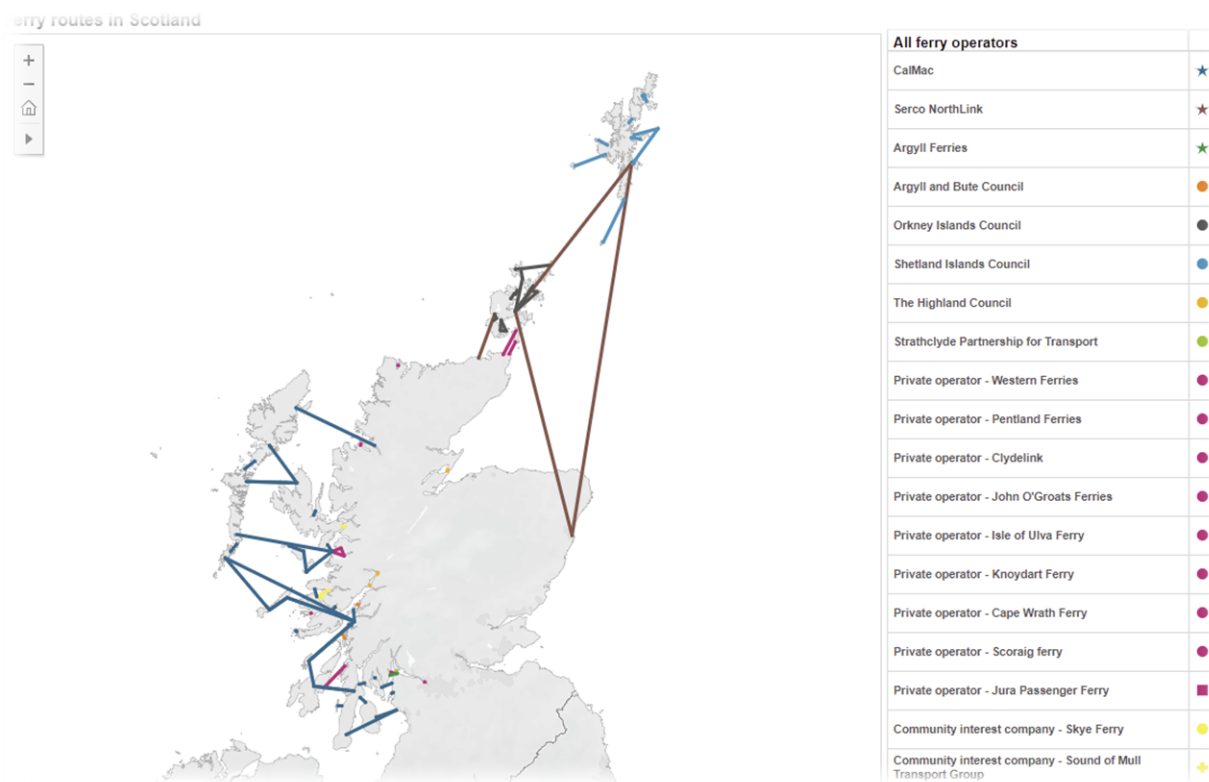 erry routes in Scotland
+
−
All ferry operators
CalMac
Serco NorthLink
Argyll Ferries
Argyll and Bute Council
Orkney Islands Council
Shetland Islands Council
The Highland Council
Strathclyde Partnership for Transport
Private operator - Western Ferries
Private operator - Pentland Ferries
Private operator - Clydelink
Private operator - John O'Groats Ferries
Private operator - Isle of Ulva Ferry
Private operator - Knoydart Ferry
Private operator - Cape Wrath Ferry
Private operator - Scoraig ferry
Private operator - Jura Passenger Ferry
Community interest company - Skye Ferry
Community interest company - Sound of Mull
Transport Group